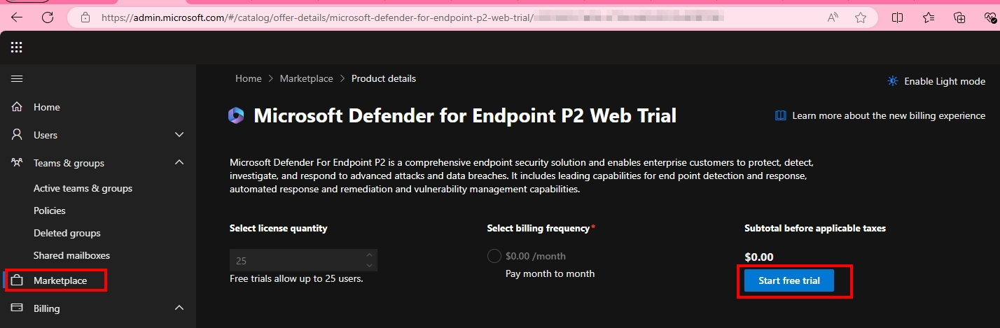 https://admin.microsoft.com/#/catalog/offer-details/microsoft-defender-for-endpoint-p2-web-trial/
Home > Marketplace > Product details
Enable Light mode
Home
Microsoft Defender for Endpoint P2 Web Trial
Learn more about the new billing experience
Users
Teams & groups
Microsoft Defender For Endpoint P2 is a comprehensive endpoint security solution and enables enterprise customers to protect, detect,
investigate, and respond to advanced attacks and data breaches. It includes leading capabilities for end point detection and response,
automated response and remediation and vulnerability management capabilities.
Active teams & groups
Policies
Deleted groups
Shared mailboxes
Marketplace
Billing
Select license quantity
25
Free trials allow up to 25 users.
Select billing frequency*
$0.00 /month
Pay month to month
Subtotal before applicable taxes
$0.00
Start free trial